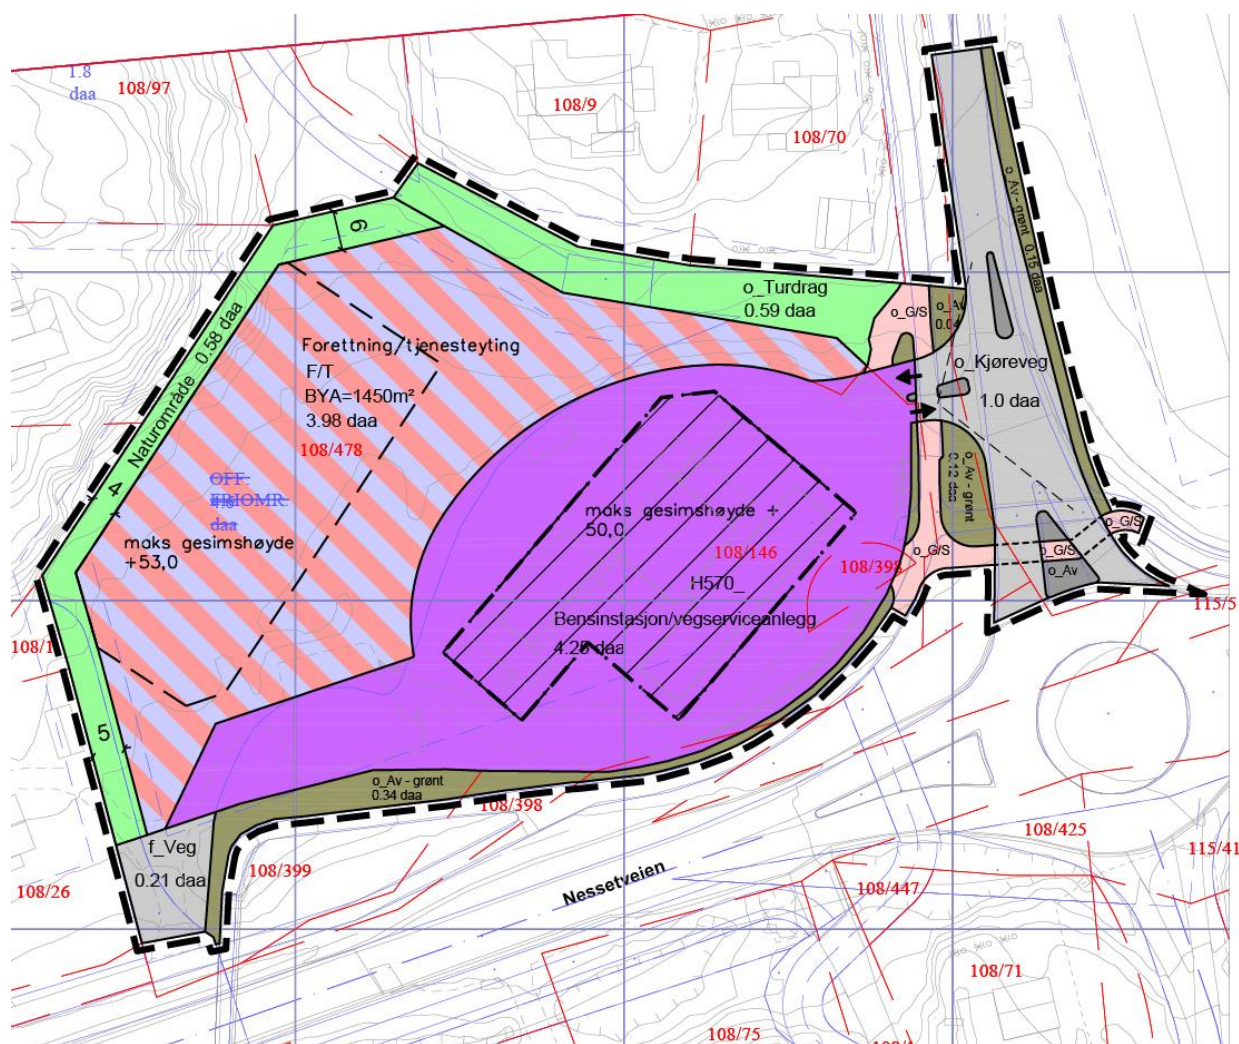 1.8
daa
108/97
108/9
108/70
6
o_Turdrag
0.59 daa
o_G/S
o_Av
0.04
o_Av - grønt 0.15 daa
Naturområde 0.58 daa
Forettning/tjenesteyting
F/T
BYA=1450m²
3.98 daa
108/478
o_Kjøreveg
1.0 daa
OFF.
FRIOMR.
daa
4
maks gesimshøyde
+53,0
maks gesimshøyde +
50,0
108/146
108/398
H570_
Bensinstasjon/vegserviceanlegg
4.25 daa
o_Av - grønt
0.12 daa
o_G/S
o_G/S
o_G/S
o_Av
115/5
108/1
5
o_Av - grønt
0.34 daa
108/398
f_Veg
0.21 daa
108/399
108/26
Nessetveien
108/425
115/41
108/447
108/71
108/75